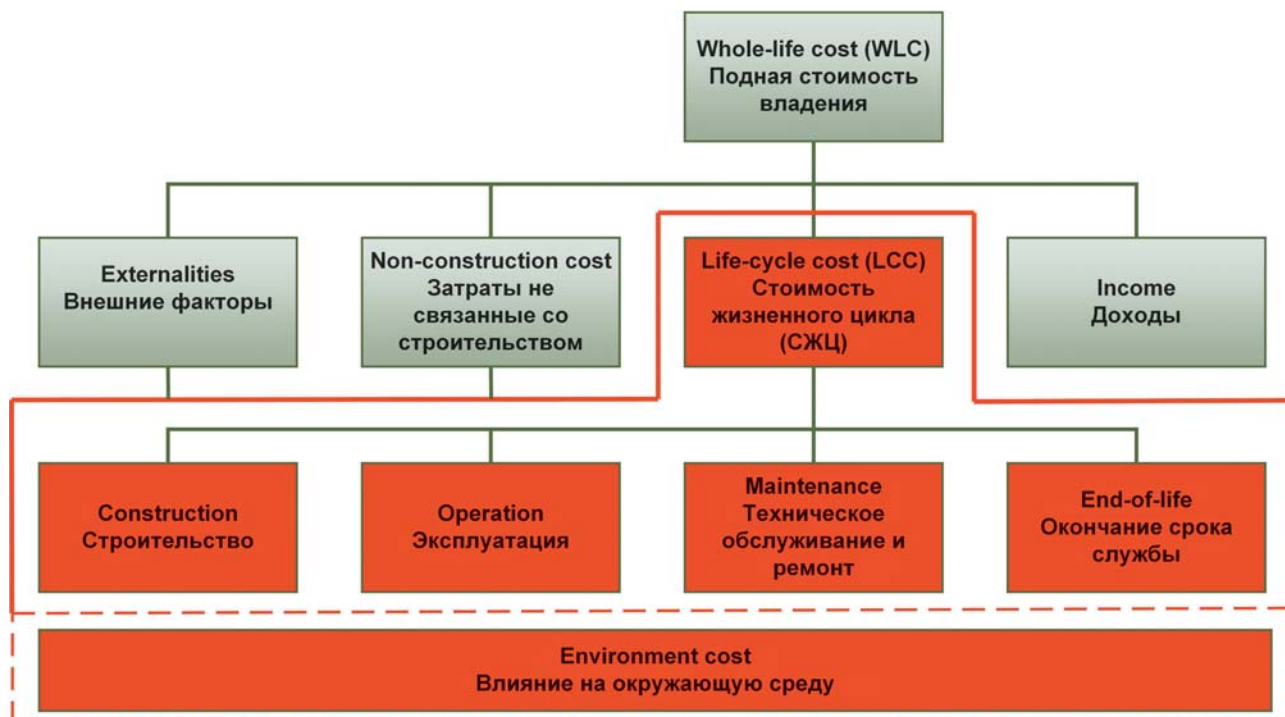 Whole-life cost (WLC)
Подная стоимость
владения
Externalities
Внешние факторы
Non-construction cost
Затраты не
связанные со
строительством
Life-cycle cost (LCC)
Стоимость
жизненного цикла
(СЖЦ)
Income
Доходы
Construction
Строительство
Operation
Эксплуатация
Maintenance
Техническое
обслуживание и
ремонт
End-of-life
Окончание срока
службы
Environment cost
Влияние на окружающую среду